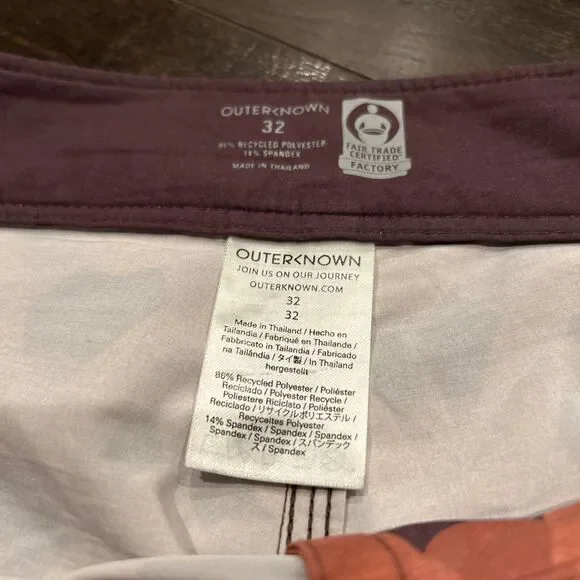 OUTERKNOWN
32
RECYCLED POLYESTER
14% SPANDEX
MADE IN THAILAND
FAIR TRADE
CERTIFIED
FACTORY
OUTERKNOWN
JOIN US ON OUR JOURNEY
OUTERKNOWN.COM
32
32
Made in Thailand / Hecho en
Tailandia / Fabriqué en Thailande /
Fabbricato in Tailandia / Fabricado
na Tailândia / タイ製 / In Thailand
hergestellt
86% Recycled Polyester / Poliéster
Reciclado / Polyester Recycle /
Poliestere Riciclato / Poliéster
Reciclado / リサイクルポリエステル /
Recyceltes Polyester
14% Spandex / Spandex / Spandex /
Spandex / Spandex / スパンデック
ス / Spandex